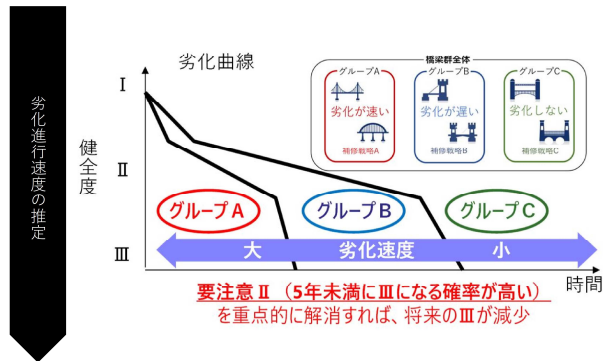 劣化進行速度の推定
劣化曲線
健全度
Ⅰ
Ⅱ
Ⅲ
橋梁群全体
グループA
劣化が速い
補修戦略A
グループB
劣化が遅い
補修戦略B
グループC
劣化しない
補修戦略C
グループA
グループB
グループC
大 劣化速度 小
時間
要注意Ⅱ（5年未満にⅢになる確率が高い）
を重点的に解消すれば、将来のⅢが減少